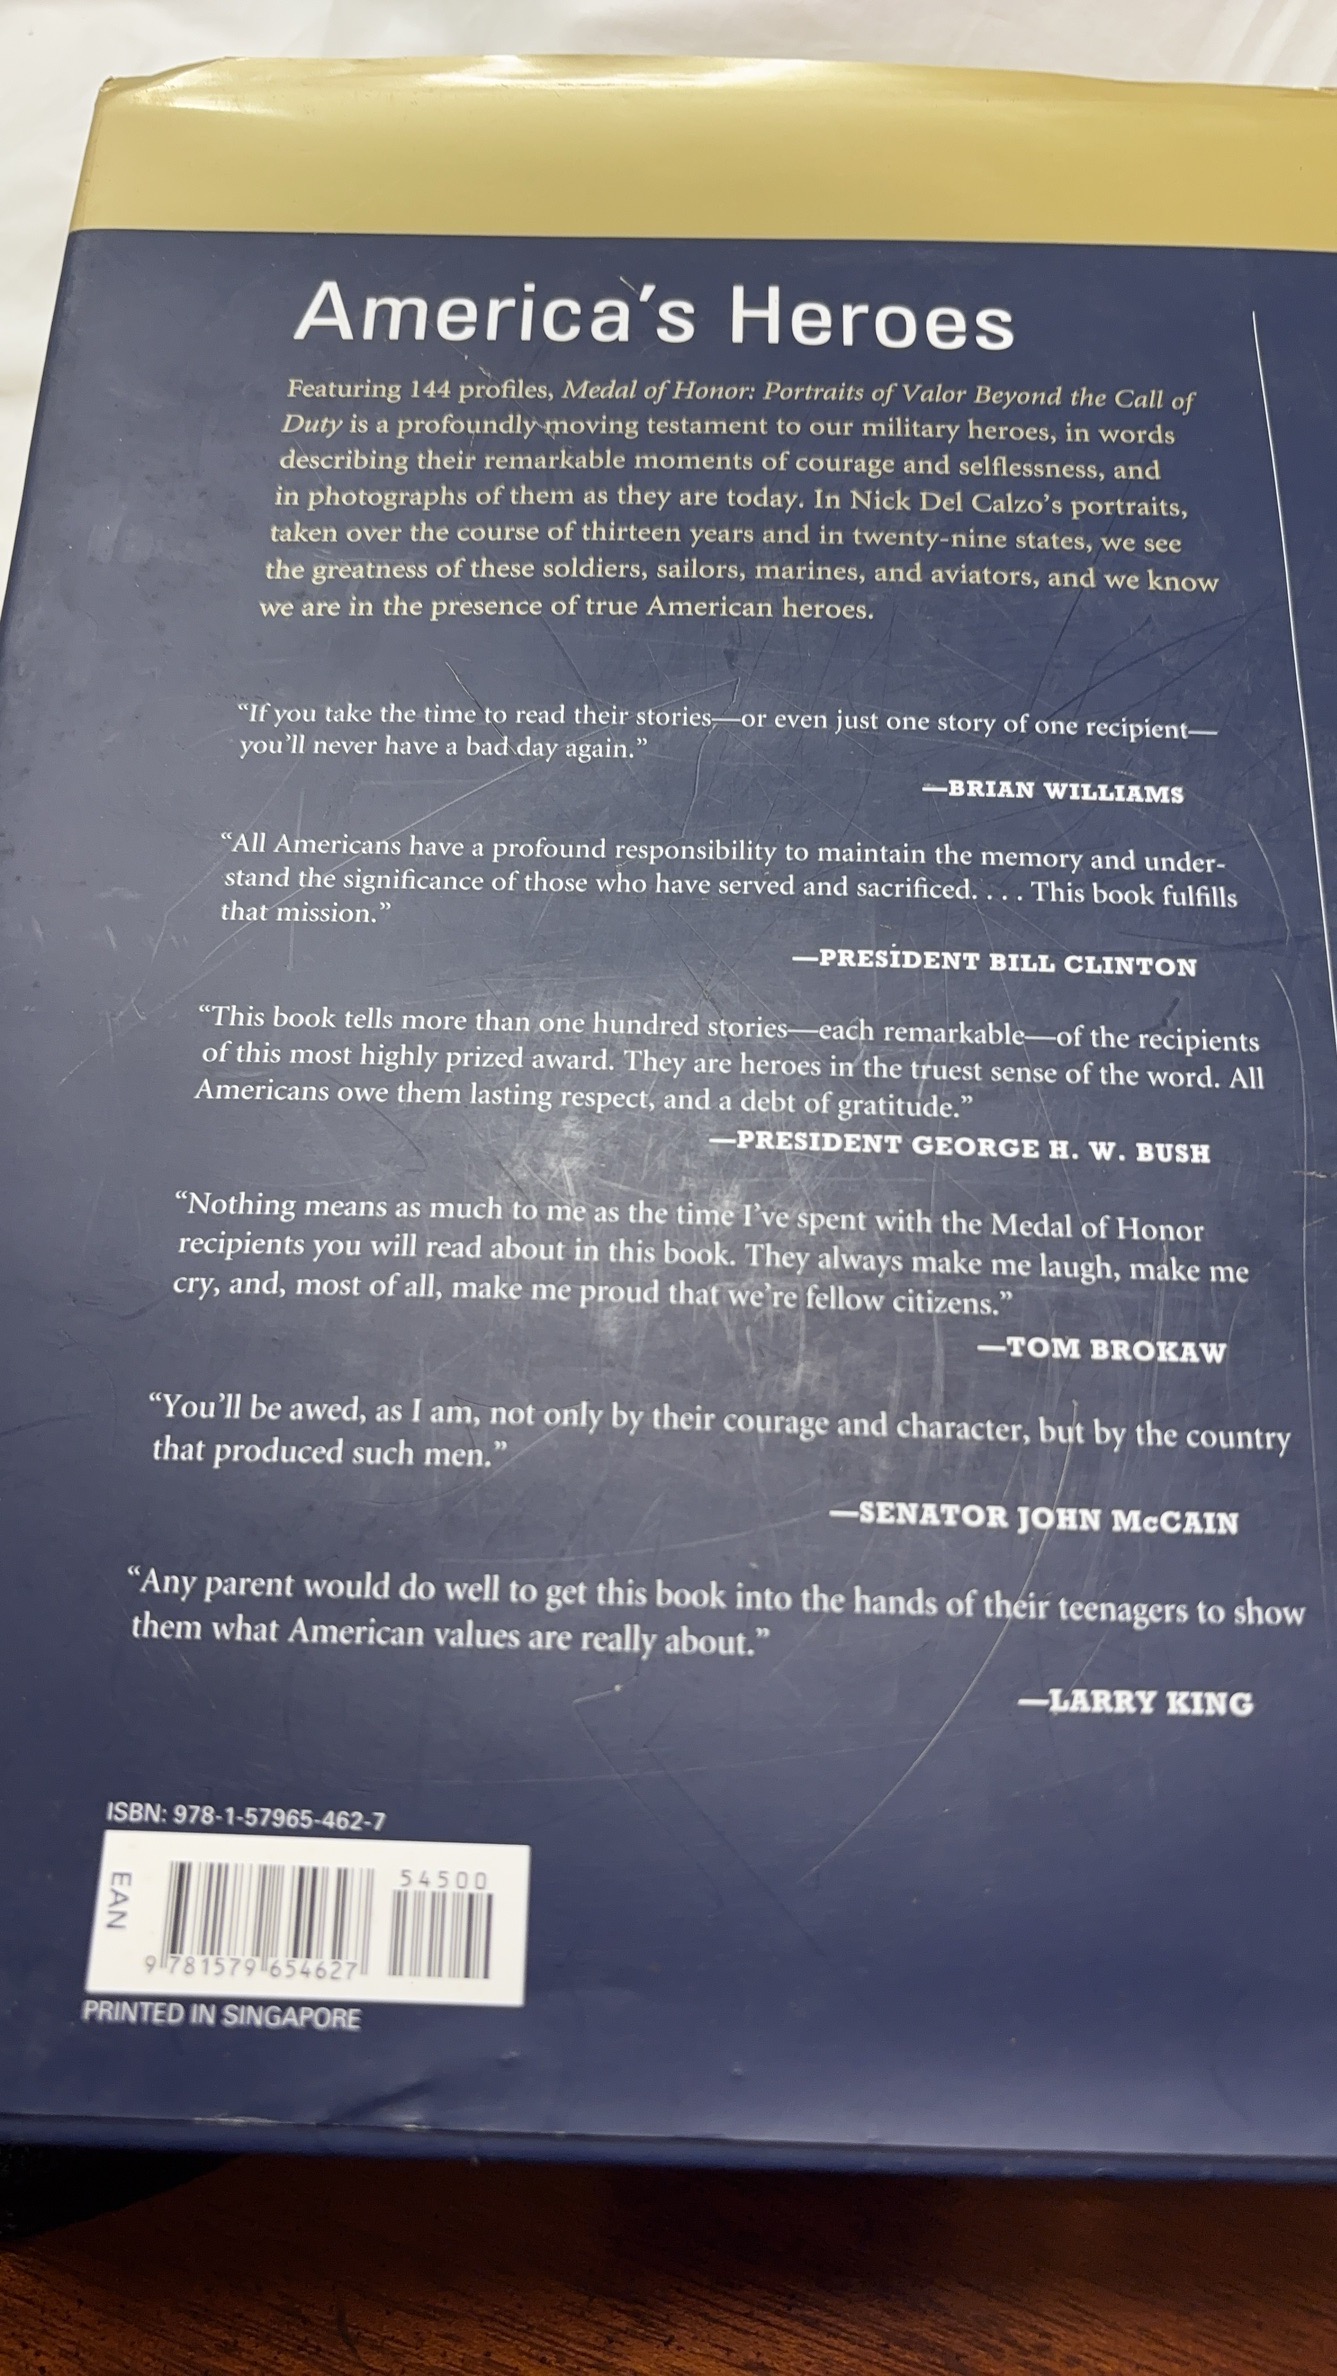 America's Heroes
Featuring 144 profiles, Medal of Honor: Portraits of Valor Beyond the Call of
Duty is a profoundly moving testament to our military heroes, in words
describing their remarkable moments of courage and selflessness, and
in photographs of them as they are today. In Nick Del Calzo's portraits,
taken over the course of thirteen years and in twenty-nine states, we see
the greatness of these soldiers, sailors, marines, and aviators, and we know
we are in the presence of true American heroes.
“If you take the time to read their stories—or even just one story of one recipient—
you'll never have a bad day again.”
—BRIAN WILLIAMS
“All Americans have a profound responsibility to maintain the memory and under-
stand the significance of those who have served and sacrificed. . . . This book fulfills
that mission.”
—PRESIDENT BILL CLINTON
“This book tells more than one hundred stories—each remarkable—of the recipients
of this most highly prized award. They are heroes in the truest sense of the word. All
Americans owe them lasting respect, and a debt of gratitude.”
—PRESIDENT GEORGE H. W. BUSH
“Nothing means as much to me as the time I've spent with the Medal of Honor
recipients you will read about in this book. They always make me laugh, make me
cry, and, most of all, make me proud that we're fellow citizens.”
—TOM BROKAW
“You'll be awed, as I am, not only by their courage and character, but by the country
that produced such men.”
—SENATOR JOHN McCAIN
“Any parent would do well to get this book into the hands of their teenagers to show
them what American values are really about.”
—LARRY KING
ISBN: 978-1-57965-462-7
EAN
54500
9 781579 654627
PRINTED IN SINGAPORE